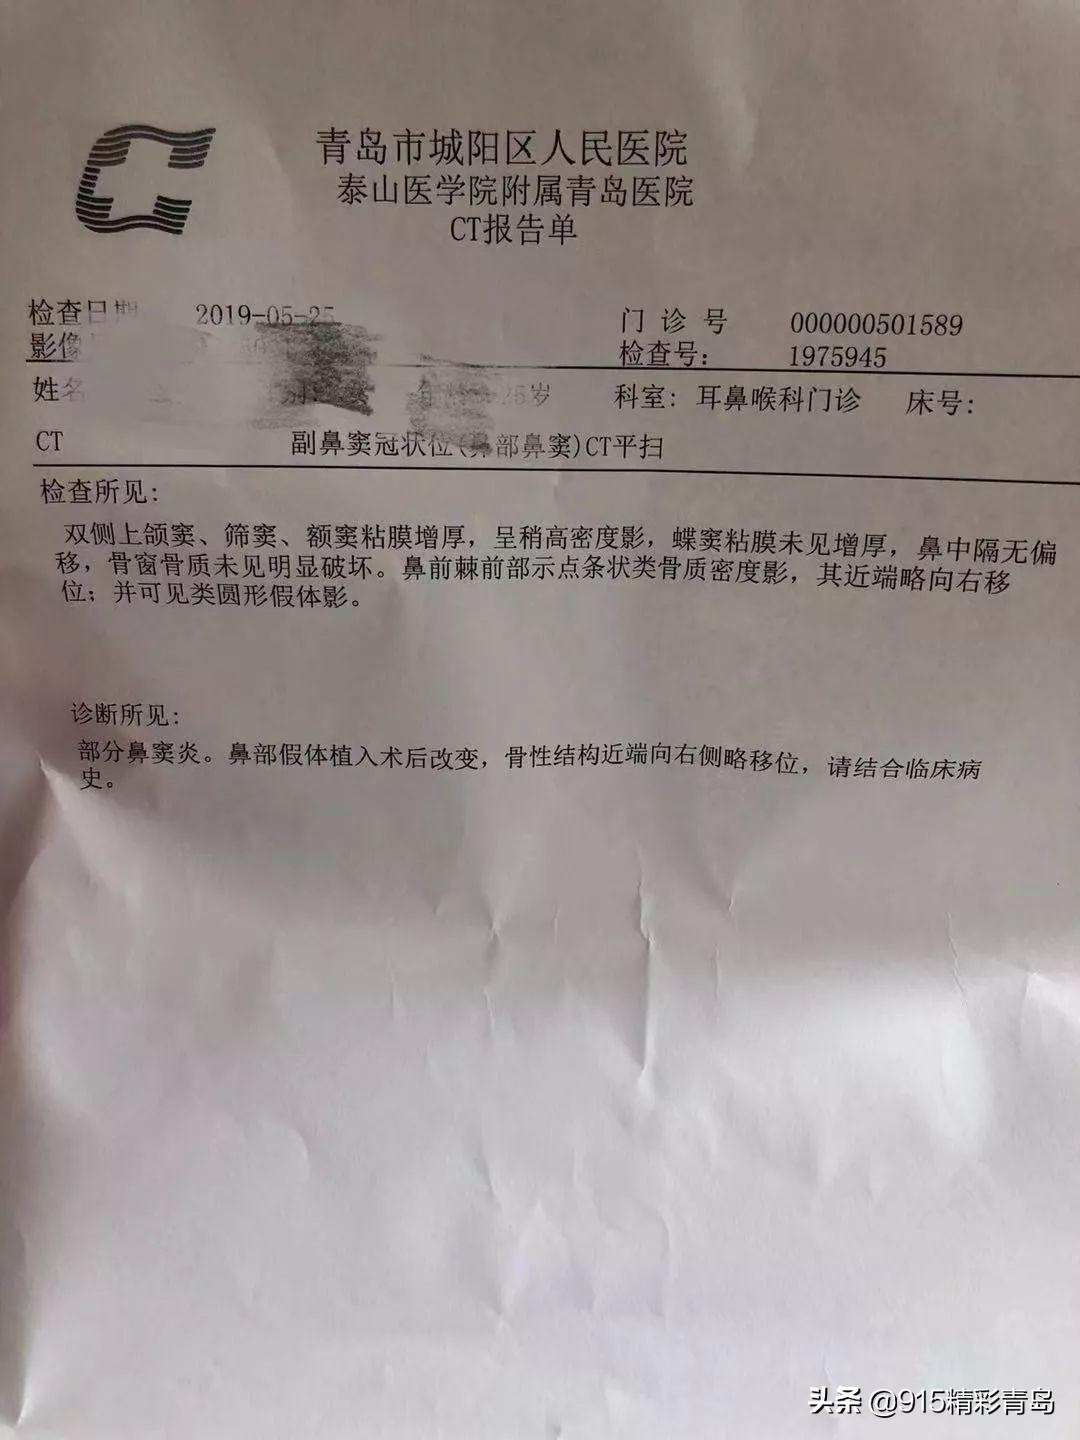 青岛市城阳区人民医院
泰山医学院附属青岛医院
CT报告单
检查日期 2019-05-25 门 诊 号 000000501589
影像 检查号: 1975945
姓名 25岁 科室: 耳鼻喉科门诊 床号:
CT 副鼻窦冠状位(鼻部鼻窦)CT平扫
检查所见:
双侧上颌窦、筛窦、额窦粘膜增厚，呈稍高密度影，蝶窦粘膜未见增厚，鼻中隔无偏
移，骨窗骨质未见明显破坏。鼻前棘前部示点条状类骨质密度影，其近端略向右移
位；并可见类圆形假体影。
诊断所见:
部分鼻窦炎。鼻部假体植入术后改变，骨性结构近端向右侧略移位，请结合临床病
史。
头条 @915精彩青岛